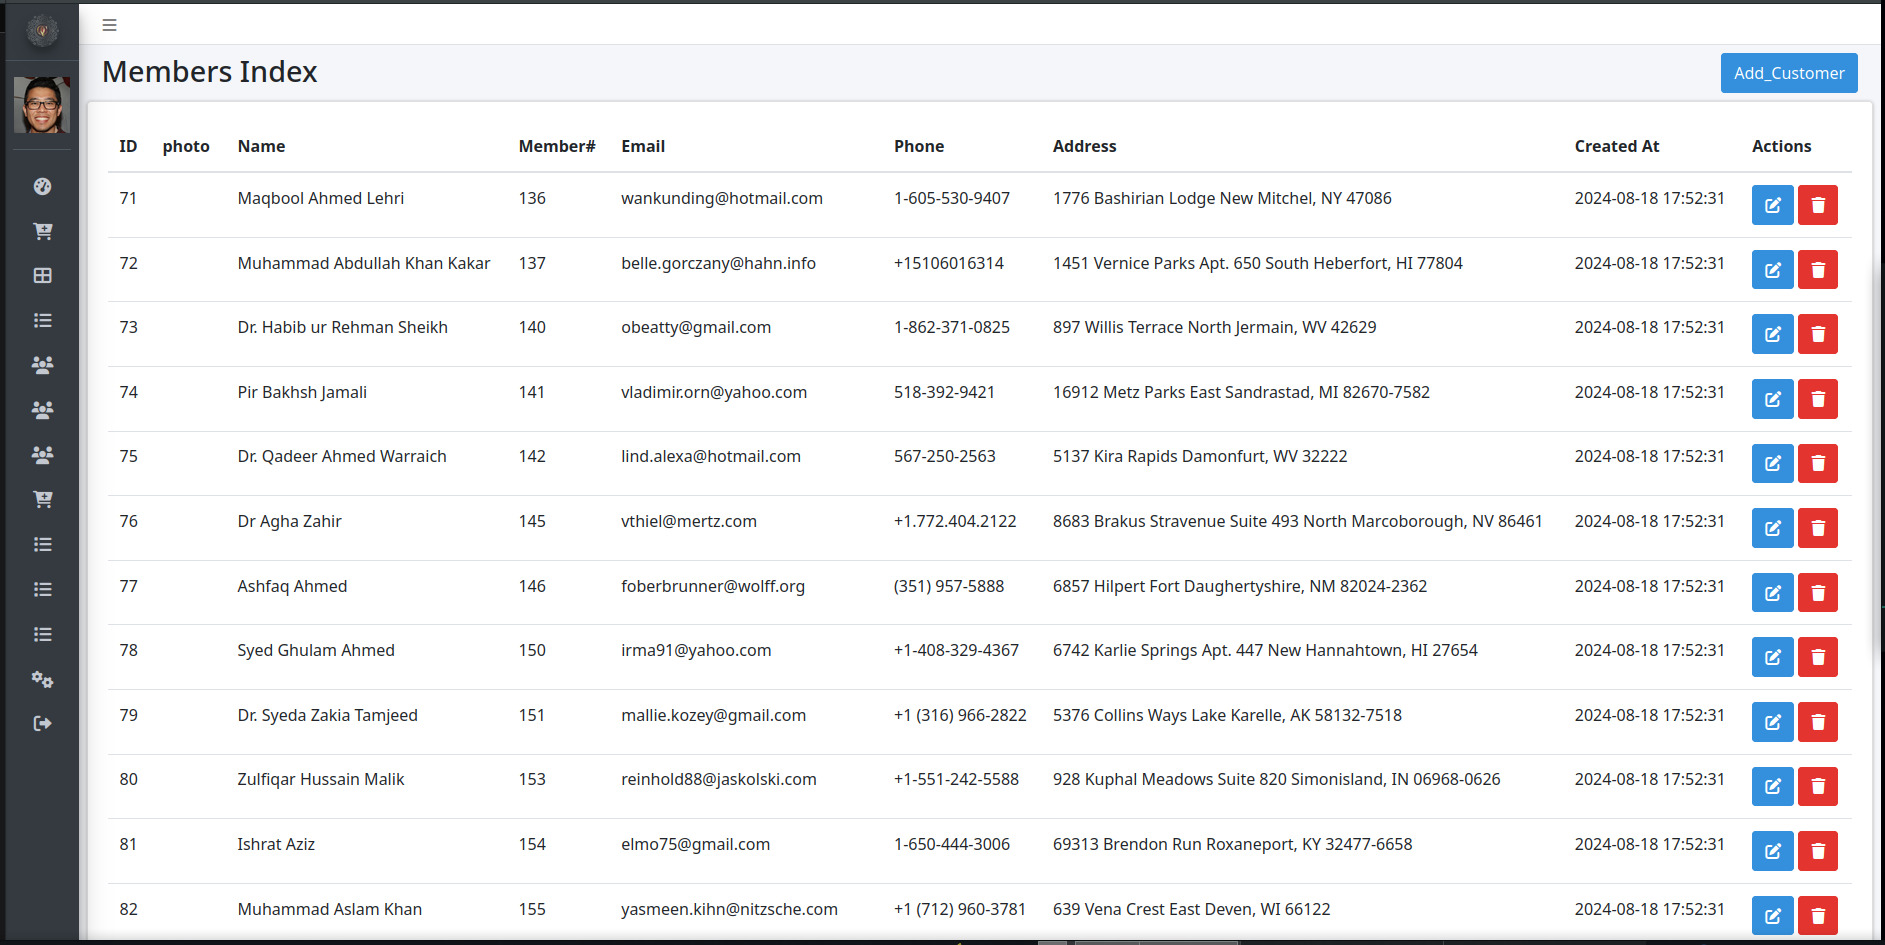 Members Index
Add_Customer
ID photo Name Member# Email Phone Address Created At Actions
71 Maqbool Ahmed Lehri 136 wankunding@hotmail.com 1-605-530-9407 1776 Bashirian Lodge New Mitchel, NY 47086 2024-08-18 17:52:31
72 Muhammad Abdullah Khan Kakar 137 belle.gorczany@hahn.info +15106016314 1451 Vernice Parks Apt. 650 South Heberfort, HI 77804 2024-08-18 17:52:31
73 Dr. Habib ur Rehman Sheikh 140 obeatty@gmail.com 1-862-371-0825 897 Willis Terrace North Jermain, WV 42629 2024-08-18 17:52:31
74 Pir Bakhsh Jamali 141 vladimir.orn@yahoo.com 518-392-9421 16912 Metz Parks East Sandrastad, MI 82670-7582 2024-08-18 17:52:31
75 Dr. Qadeer Ahmed Warraich 142 lind.alexa@hotmail.com 567-250-2563 5137 Kira Rapids Damonfurt, WV 32222 2024-08-18 17:52:31
76 Dr Agha Zahir 145 vthiel@mertz.com +1.772.404.2122 8683 Brakus Stravenue Suite 493 North Marcoborough, NV 86461 2024-08-18 17:52:31
77 Ashfaq Ahmed 146 foberbrunner@wolff.org (351) 957-5888 6857 Hilpert Fort Daughertyshire, NM 82024-2362 2024-08-18 17:52:31
78 Syed Ghulam Ahmed 150 irma91@yahoo.com +1-408-329-4367 6742 Karlie Springs Apt. 447 New Hannahtown, HI 27654 2024-08-18 17:52:31
79 Dr. Syeda Zakia Tamjeed 151 mallie.kozey@gmail.com +1 (316) 966-2822 5376 Collins Ways Lake Karelle, AK 58132-7518 2024-08-18 17:52:31
80 Zulfiqar Hussain Malik 153 reinhold88@jaskolski.com +1-551-242-5588 928 Kuphal Meadows Suite 820 Simonisland, IN 06968-0626 2024-08-18 17:52:31
81 Ishrat Aziz 154 elmo75@gmail.com 1-650-444-3006 69313 Brendon Run Roxaneport, KY 32477-6658 2024-08-18 17:52:31
82 Muhammad Aslam Khan 155 yasmeen.kihn@nitzsche.com +1 (712) 960-3781 639 Vena Crest East Deven, WI 66122 2024-08-18 17:52:31